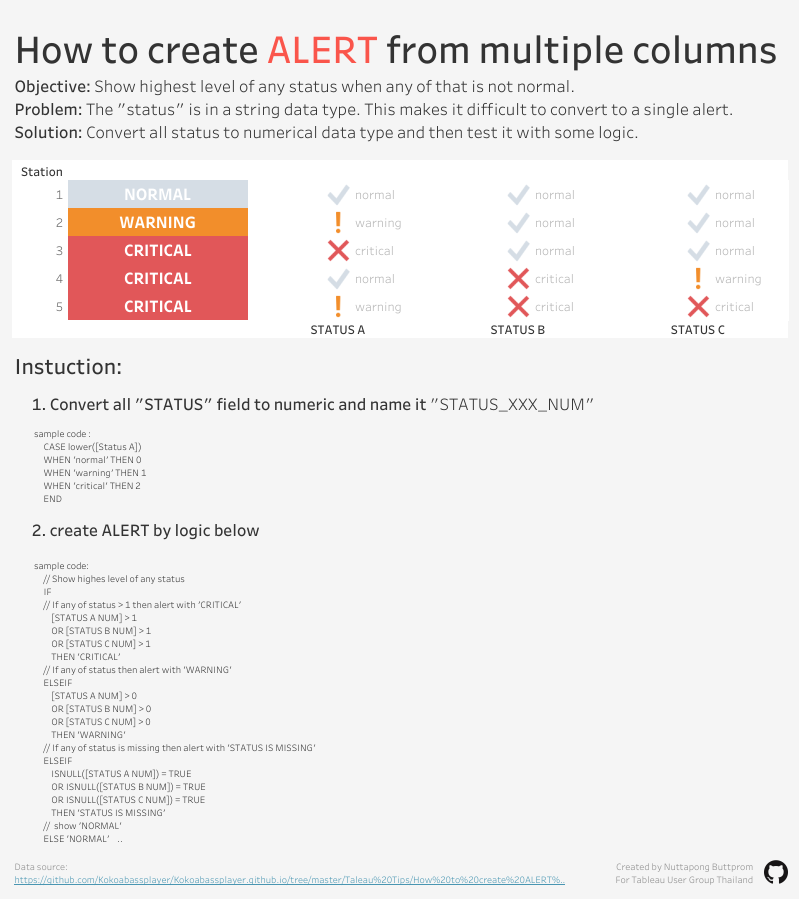 How to create ALERT from multiple columns
Objective: Show highest level of any status when any of that is not normal.
Problem: The "status" is in a string data type. This makes it difficult to convert to a single alert.
Solution: Convert all status to numerical data type and then test it with some logic.
Station
1 NORMAL normal normal normal
2 WARNING warning normal normal
3 CRITICAL critical normal normal
4 CRITICAL normal critical warning
5 CRITICAL warning critical critical
STATUS A STATUS B STATUS C
Instuction:
1. Convert all "STATUS" field to numeric and name it "STATUS_XXX_NUM"
sample code :
CASE lower([Status A])
WHEN 'normal' THEN 0
WHEN 'warning' THEN 1
WHEN 'critical' THEN 2
END
2. create ALERT by logic below
sample code:
// Show highes level of any status
IF
// If any of status > 1 then alert with 'CRITICAL'
[STATUS A NUM] > 1
OR [STATUS B NUM] > 1
OR [STATUS C NUM] > 1
THEN 'CRITICAL'
// If any of status then alert with 'WARNING'
ELSEIF
[STATUS A NUM] > 0
OR [STATUS B NUM] > 0
OR [STATUS C NUM] > 0
THEN 'WARNING'
// If any of status is missing then alert with 'STATUS IS MISSING'
ELSEIF
ISNULL([STATUS A NUM]) = TRUE
OR ISNULL([STATUS B NUM]) = TRUE
OR ISNULL([STATUS C NUM]) = TRUE
THEN 'STATUS IS MISSING'
// show 'NORMAL'
ELSE 'NORMAL' ..
Data source:
https://github.com/Kokoabassplayer/Kokoabassplayer.github.io/tree/master/Taleau%20Tips/How%20to%20create%20ALERT%..
Created by Nuttapong Buttprom
For Tableau User Group Thailand